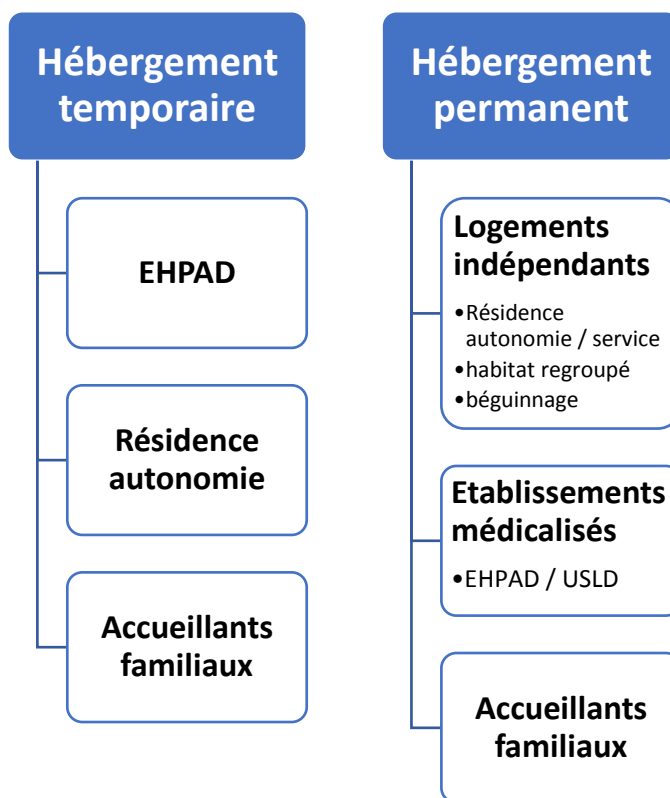 Hébergement
temporaire
EHPAD
Résidence
autonomie
Accueillants
familiaux
Hébergement
permanent
Logements
indépendants
•Résidence
autonomie / service
•habitat regroupé
•béguinnage
Etablissements
médicalisés
•EHPAD / USLD
Accueillants
familiaux